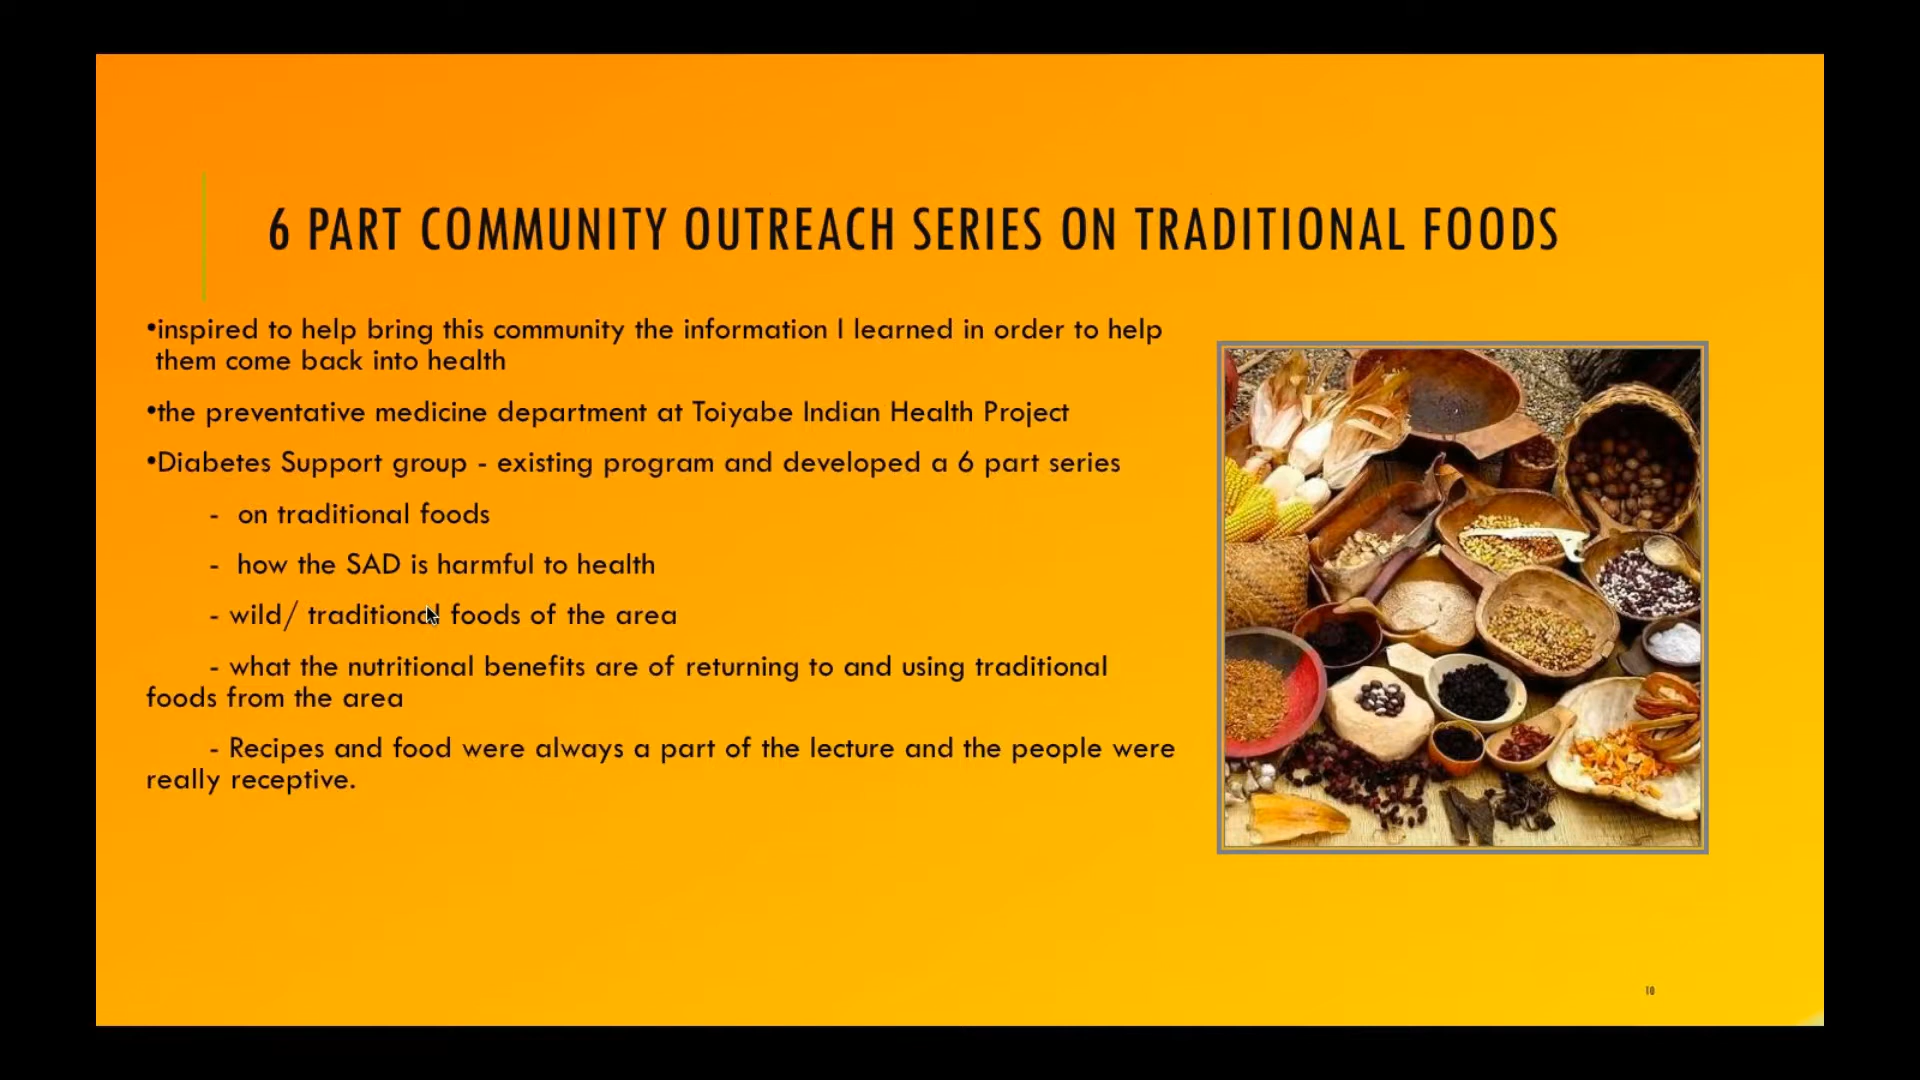 6 PART COMMUNITY OUTREACH SERIES ON TRADITIONAL FOODS
•inspired to help bring this community the information I learned in order to help
them come back into health
•the preventative medicine department at Toiyabe Indian Health Project
•Diabetes Support group - existing program and developed a 6 part series
- on traditional foods
- how the SAD is harmful to health
- wild/ traditional foods of the area
- what the nutritional benefits are of returning to and using traditional
foods from the area
- Recipes and food were always a part of the lecture and the people were
really receptive.
10